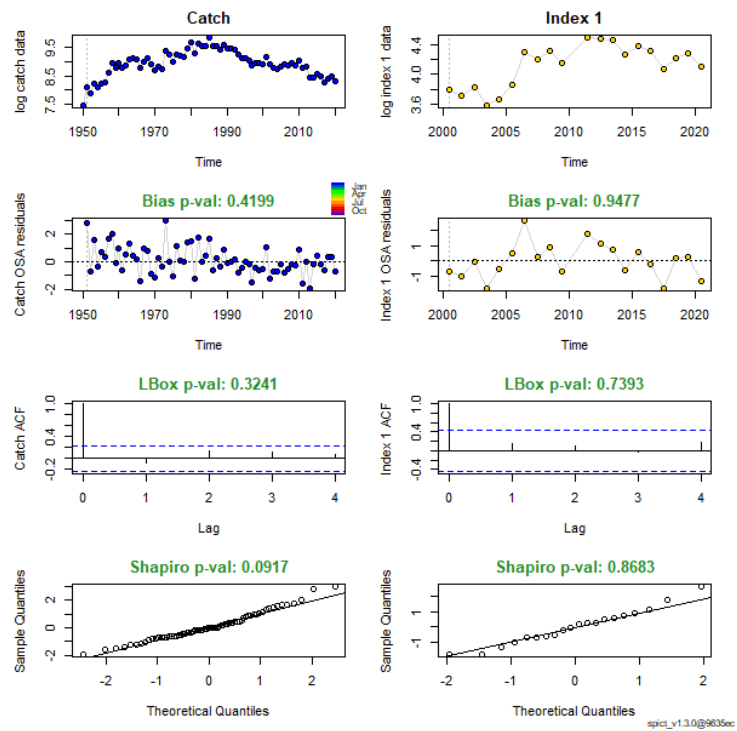 Catch
Index 1
log catch data
7.5 8.5 9.5
1950 1970 1990 2010
Time
log index 1 data
3.6 4.0 4.4
2000 2005 2010 2015 2020
Time
Bias p-val: 0.4199
Jan
Apr
Jul
Oct
Bias p-val: 0.9477
Catch OSA residuals
-2 0 1 2
1950 1970 1990 2010
Time
Index 1 OSA residuals
-1 1
2000 2005 2010 2015 2020
Time
LBox p-val: 0.3241
LBox p-val: 0.7393
Catch ACF
-0.2 0.4 1.0
0 1 2 3 4
Lag
Index 1 ACF
-0.4 0.4 1.0
0 1 2 3 4
Lag
Shapiro p-val: 0.0917
Shapiro p-val: 0.8683
Sample Quantiles
-2 0 2
-2 -1 0 1 2
Theoretical Quantiles
Sample Quantiles
-1 1
-2 -1 0 1 2
Theoretical Quantiles
spict_v1.3.0@9635ec